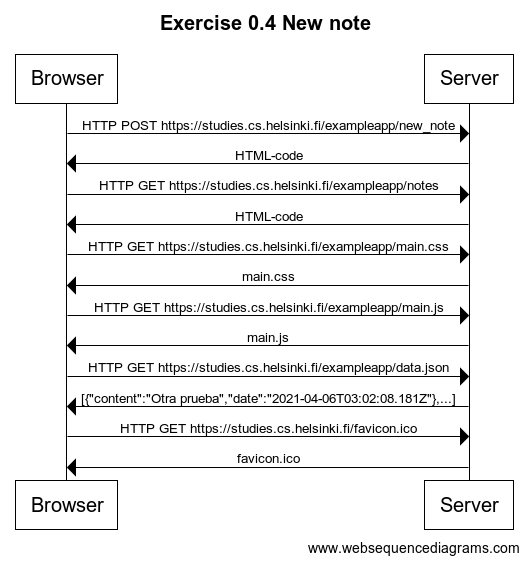 Exercise 0.4 New note
Browser Server
HTTP POST https://studies.cs.helsinki.fi/exampleapp/new_note
HTML-code
HTTP GET https://studies.cs.helsinki.fi/exampleapp/notes
HTML-code
HTTP GET https://studies.cs.helsinki.fi/exampleapp/main.css
main.css
HTTP GET https://studies.cs.helsinki.fi/exampleapp/main.js
main.js
HTTP GET https://studies.cs.helsinki.fi/exampleapp/data.json
[{"content":"Otra prueba","date":"2021-04-06T03:02:08.181Z"},...]
HTTP GET https://studies.cs.helsinki.fi/favicon.ico
favicon.ico
Browser Server
www.websequencediagrams.com